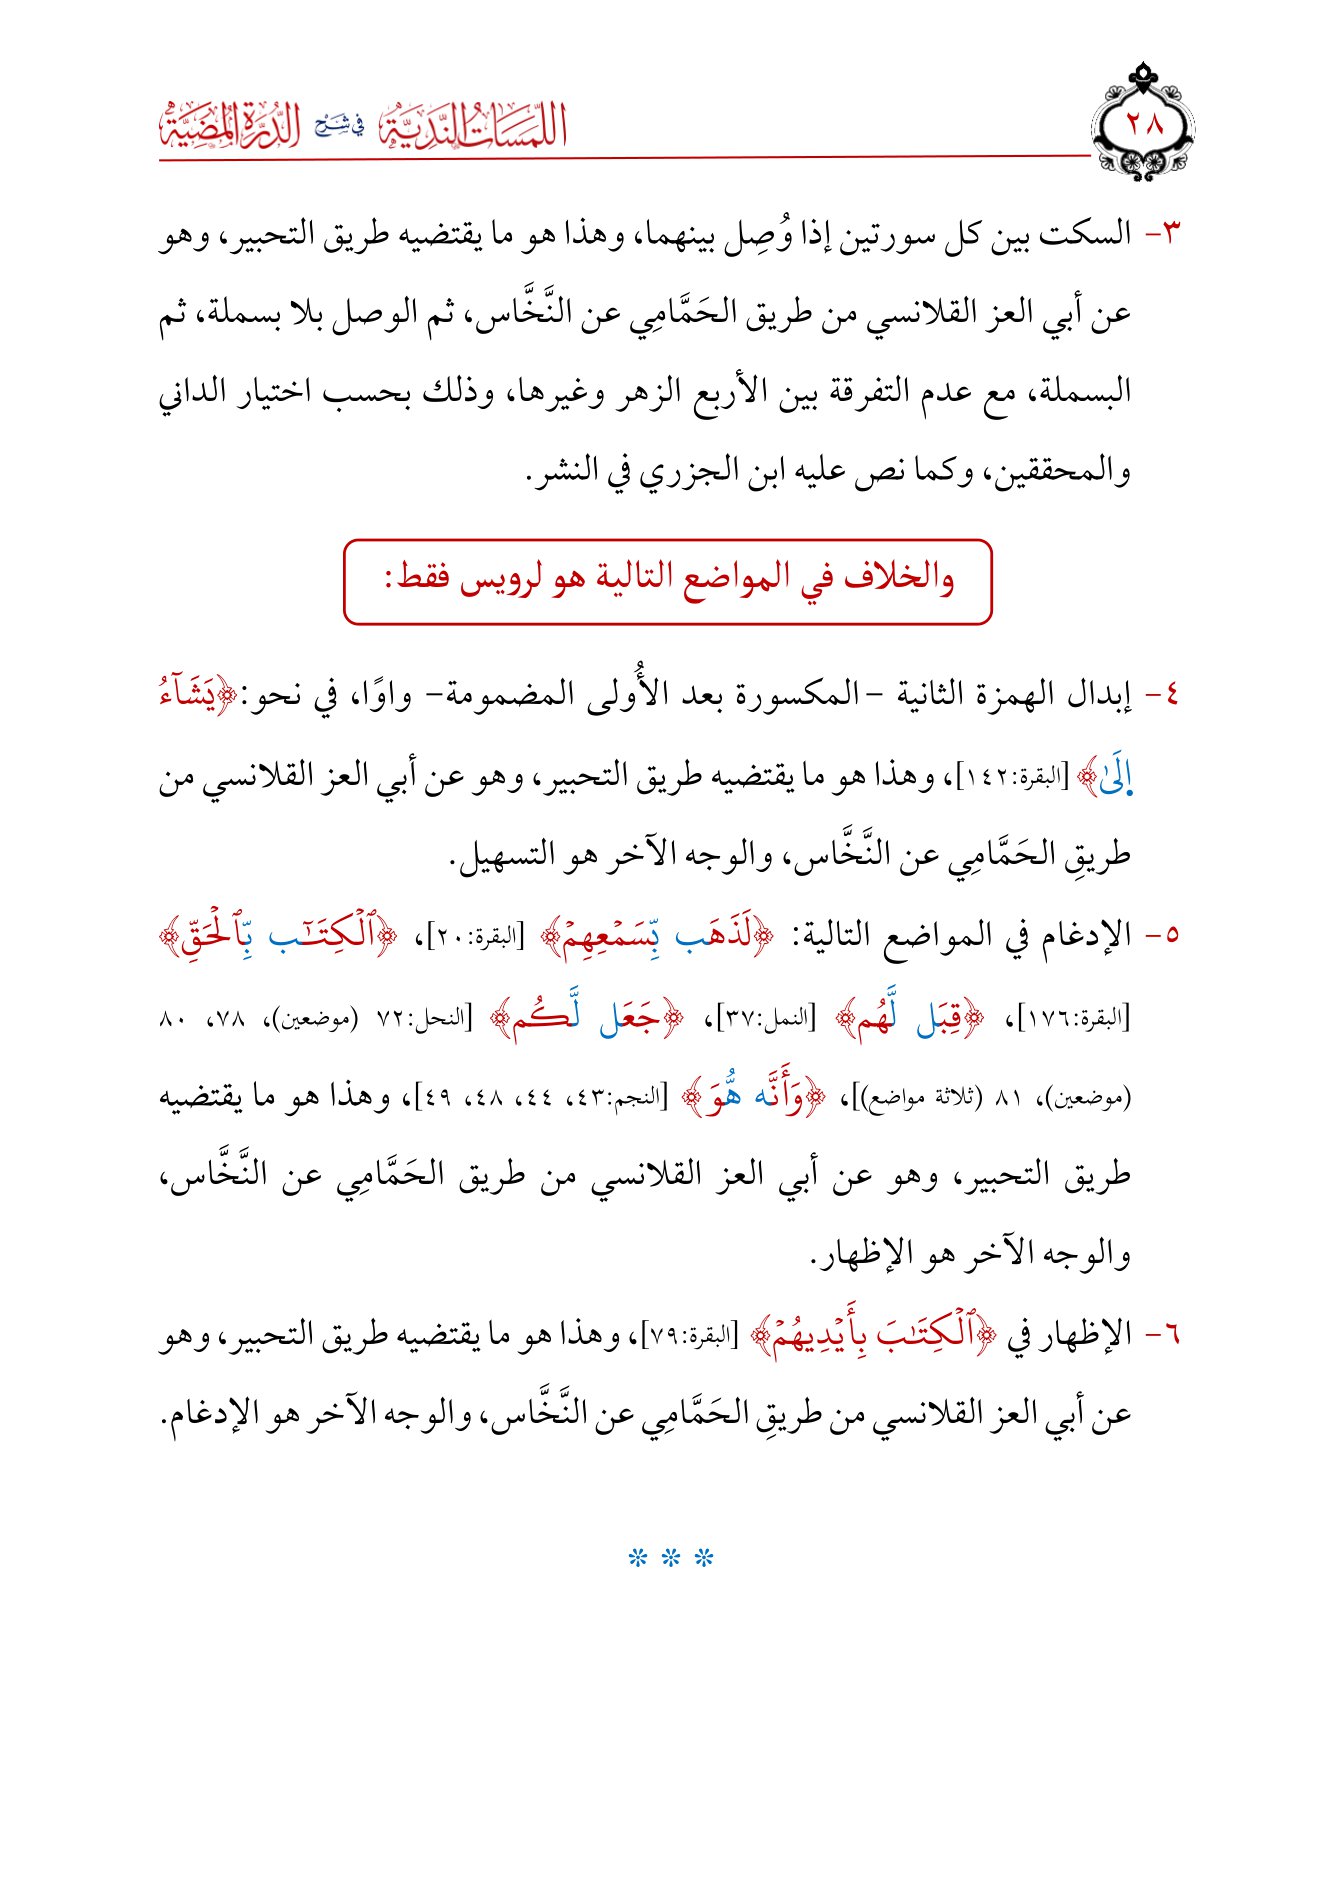 ٢٨
اللَّمَسَاتُ النَّدِيَّةُ فِي شَرْحِ الدُّرَّةِ المُضِيَّةِ
٣- السكت بين كل سورتين إذا وُصِل بينهما، وهذا هو ما يقتضيه طريق التحبير، وهو
عن أبي العز القلانسي من طريق الحَمَّامِي عن النَّخَّاس، ثم الوصل بلا بسملة، ثم
البسملة، مع عدم التفرقة بين الأربع الزهر وغيرها، وذلك بحسب اختيار الداني
والمحققين، وكما نص عليه ابن الجزري في النشر.
والخلاف في المواضع التالية هو لرويس فقط:
٤- إبدال الهمزة الثانية -المكسورة بعد الأُولى المضمومة- واوًا، في نحو: ﴿يَشَآءُ
اِ۪لَىٰ﴾ [البقرة:١٤٢]، وهذا هو ما يقتضيه طريق التحبير، وهو عن أبي العز القلانسي من
طريقِ الحَمَّامِي عن النَّخَّاس، والوجه الآخر هو التسهيل.
٥- الإدغام في المواضع التالية: ﴿لَذَهَب بِّسَمْعِهِمْ﴾ [البقرة:٢٠]، ﴿ٱلْكِتَـٰٓب بِّٱلْحَقِّ﴾
[البقرة:١٧٦]، ﴿قِبَل لَّهُم﴾ [النمل:٣٧]، ﴿جَعَل لَّكُم﴾ [النحل:٧٢ (موضعين)، ٧٨، ٨٠
(موضعين)، ٨١ (ثلاثة مواضع)]، ﴿وَأَنَّه هُّوَ﴾ [النجم:٤٣، ٤٤، ٤٨، ٤٩]، وهذا هو ما يقتضيه
طريق التحبير، وهو عن أبي العز القلانسي من طريق الحَمَّامِي عن النَّخَّاس،
والوجه الآخر هو الإظهار.
٦- الإظهار في ﴿ٱلْكِتَـٰبَ بِأَيْدِيهُمْ﴾ [البقرة:٧٩]، وهذا هو ما يقتضيه طريق التحبير، وهو
عن أبي العز القلانسي من طريقِ الحَمَّامِي عن النَّخَّاس، والوجه الآخر هو الإدغام.